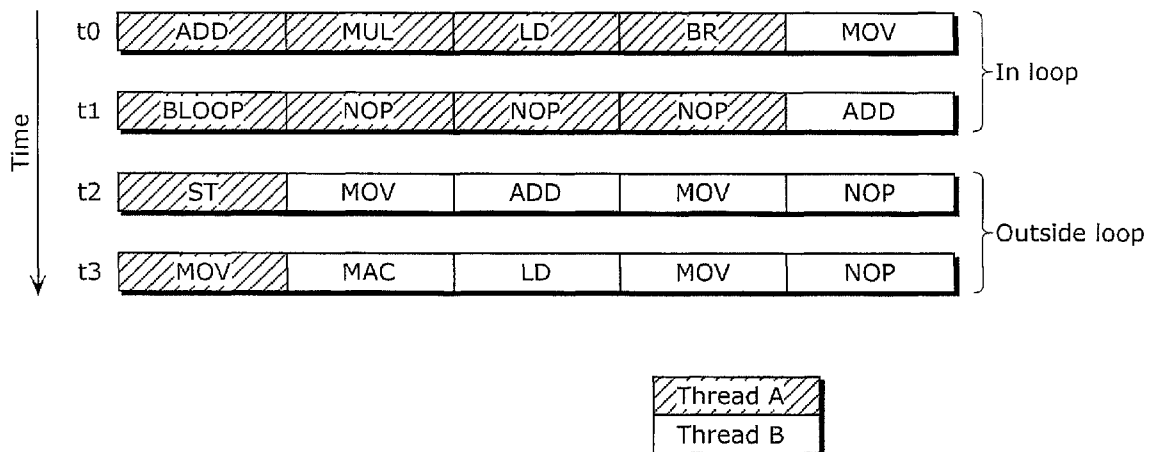 t0 ADD MUL LD BR MOV
In loop
t1 BLOOP NOP NOP NOP ADD
Time
t2 ST MOV ADD MOV NOP
Outside loop
t3 MOV MAC LD MOV NOP
Thread A
Thread B